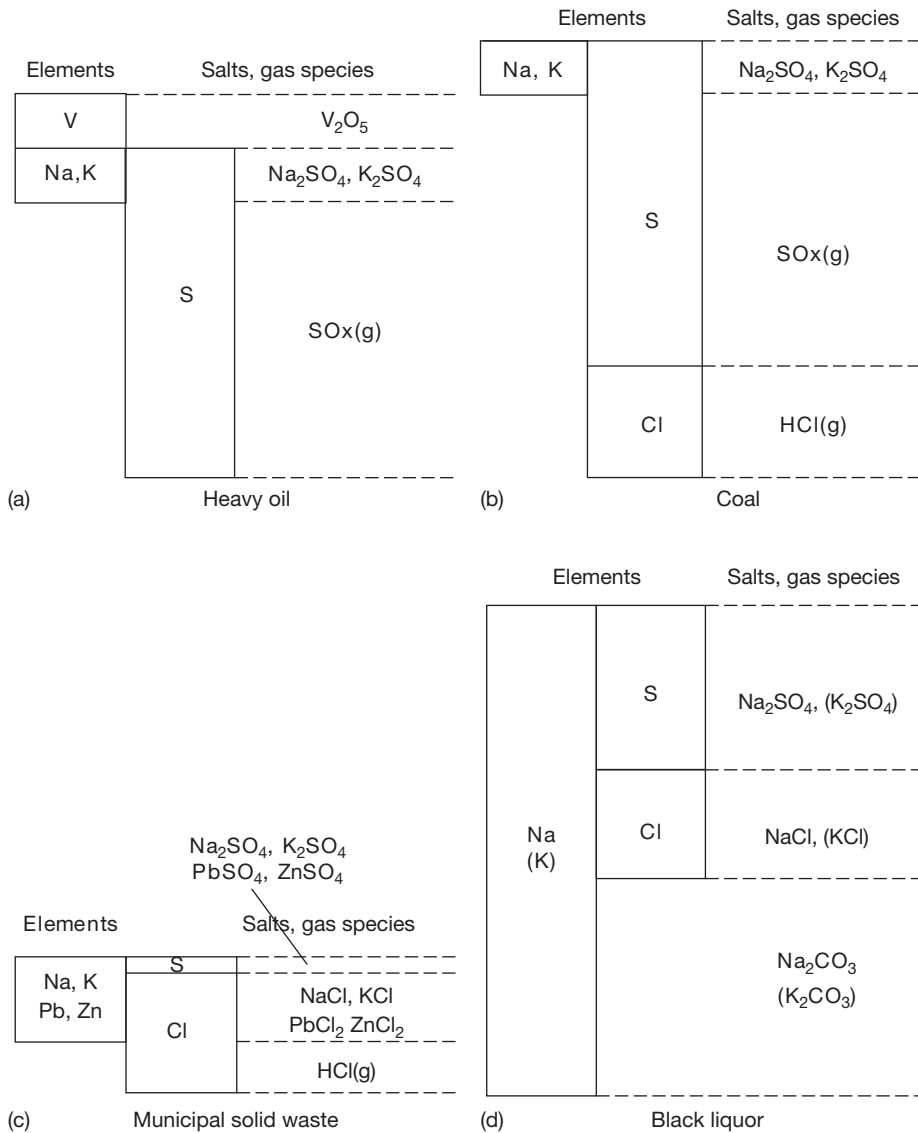 Elements Salts, gas species
V V₂O₅
Na,K Na₂SO₄, K₂SO₄
S
SOx(g)
(a) Heavy oil
Elements Salts, gas species
Na, K Na₂SO₄, K₂SO₄
S
SOx(g)
Cl HCl(g)
(b) Coal
Na₂SO₄, K₂SO₄
PbSO₄, ZnSO₄
Elements Salts, gas species
S
Na, K
Pb, Zn
NaCl, KCl
PbCl₂ ZnCl₂
Cl
HCl(g)
(c) Municipal solid waste
Elements Salts, gas species
S Na₂SO₄, (K₂SO₄)
Na
(K)
Cl NaCl, (KCl)
Na₂CO₃
(K₂CO₃)
(d) Black liquor